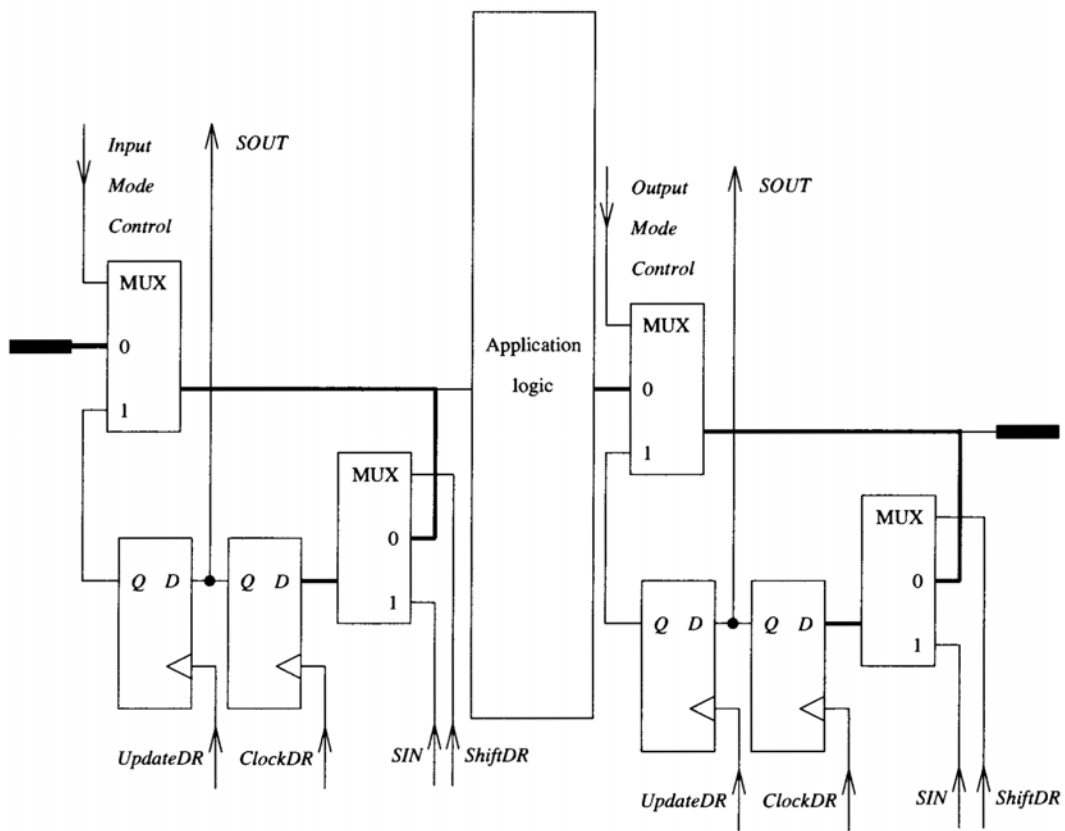 Input
Mode
Control
SOUT
MUX
0
1
MUX
0
1
Q D
Q D
UpdateDR
ClockDR
SIN
ShiftDR
Application
logic
Output
Mode
Control
SOUT
MUX
0
1
MUX
0
1
Q D
Q D
UpdateDR
ClockDR
SIN
ShiftDR